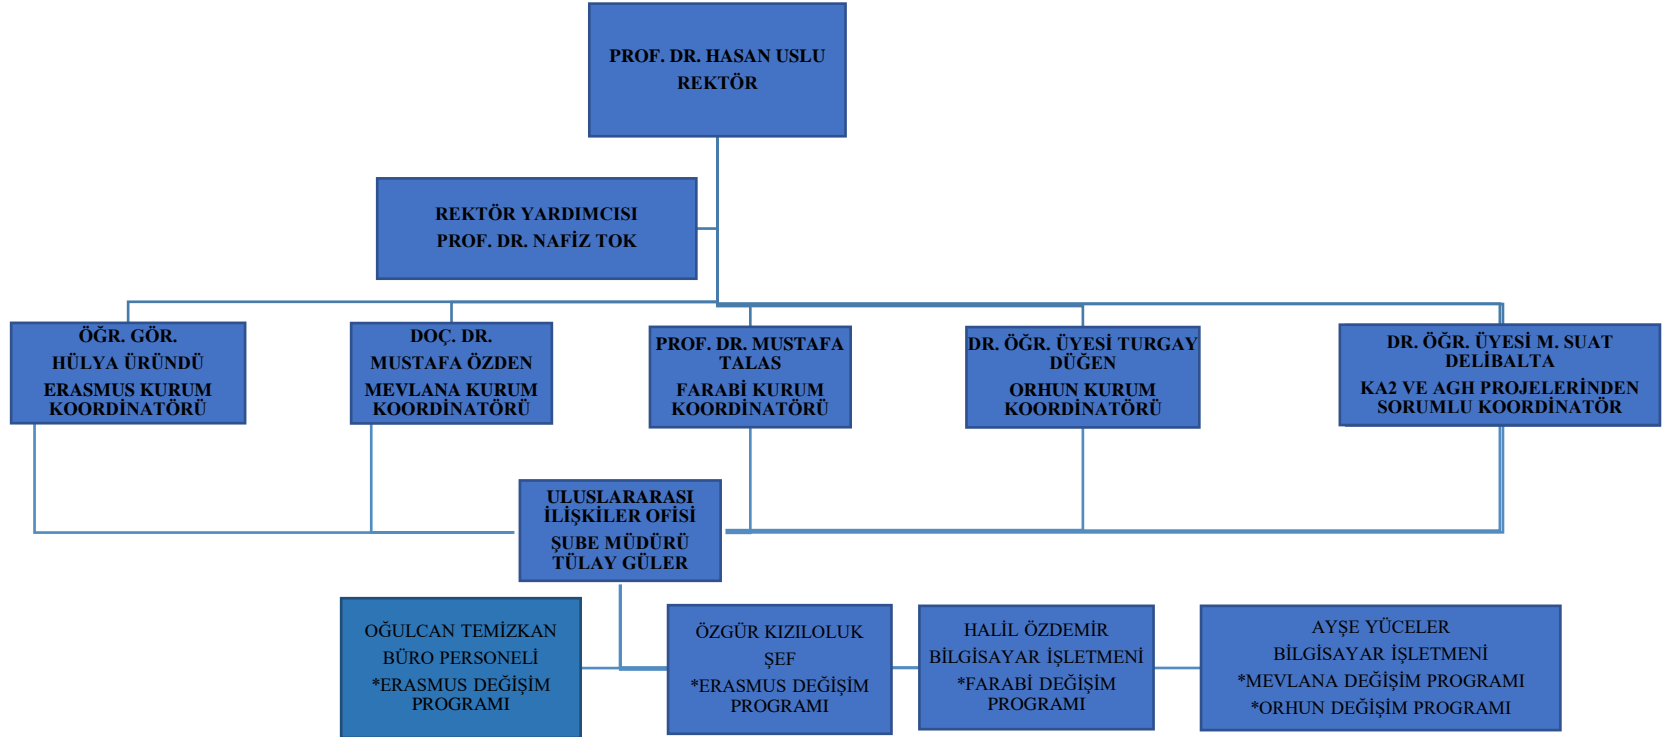 PROF. DR. HASAN USLU
REKTÖR
REKTÖR YARDIMCISI
PROF. DR. NAFİZ TOK
ÖĞR. GÖR.
HÜLYA ÜRÜNDÜ
ERASMUS KURUM
KOORDİNATÖRÜ
DOÇ. DR.
MUSTAFA ÖZDEN
MEVLANA KURUM
KOORDİNATÖRÜ
PROF. DR. MUSTAFA
TALAS
FARABİ KURUM
KOORDİNATÖRÜ
DR. ÖĞR. ÜYESİ TURGAY
DÜĞEN
ORHUN KURUM
KOORDİNATÖRÜ
DR. ÖĞR. ÜYESİ M. SUAT
DELİBALTA
KA2 VE AGH PROJELERİNDEN
SORUMLU KOORDİNATÖR
ULUSLARARASI
İLİŞKİLER OFİSİ
ŞUBE MÜDÜRÜ
TÜLAY GÜLER
OĞULCAN TEMİZKAN
BÜRO PERSONELİ
*ERASMUS DEĞİŞİM
PROGRAMI
ÖZGÜR KIZILOLUK
ŞEF
*ERASMUS DEĞİŞİM
PROGRAMI
HALİL ÖZDEMİR
BİLGİSAYAR İŞLETMENİ
*FARABİ DEĞİŞİM
PROGRAMI
AYŞE YÜCELER
BİLGİSAYAR İŞLETMENİ
*MEVLANA DEĞİŞİM PROGRAMI
*ORHUN DEĞİŞİM PROGRAMI